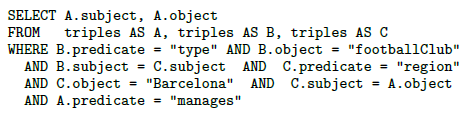 SELECT A.subject, A.object
FROM triples AS A, triples AS B, triples AS C
WHERE B.predicate = "type" AND B.object = "footballClub"
AND B.subject = C.subject AND C.predicate = "region"
AND C.object = "Barcelona" AND C.subject = A.object
AND A.predicate = "manages"